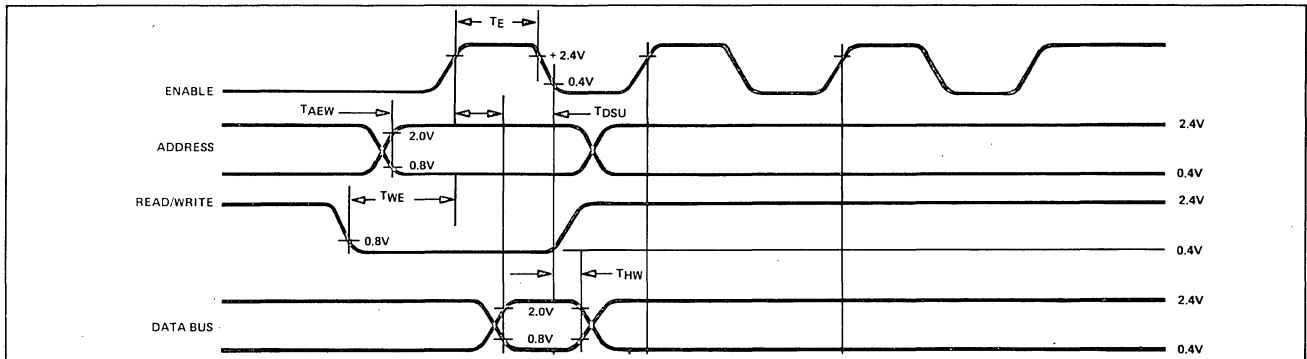 TE
+ 2.4V
0.4V
ENABLE
TAEW
TDSU
2.0V
2.4V
ADDRESS
0.8V
0.4V
READ/WRITE
TWE
2.4V
0.8V
0.4V
THW
2.4V
2.0V
DATA BUS
0.8V
0.4V